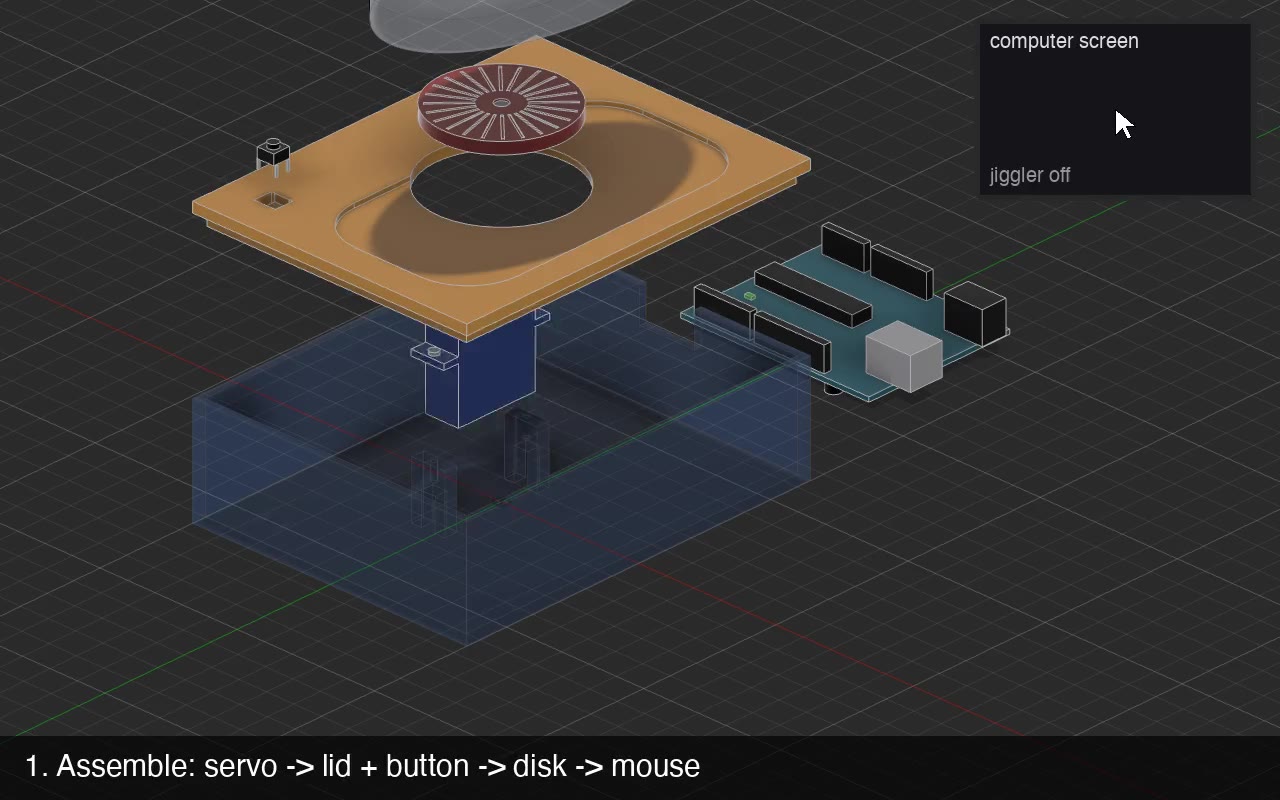 computer screen
jiggler off
1. Assemble: servo -> lid + button -> disk -> mouse